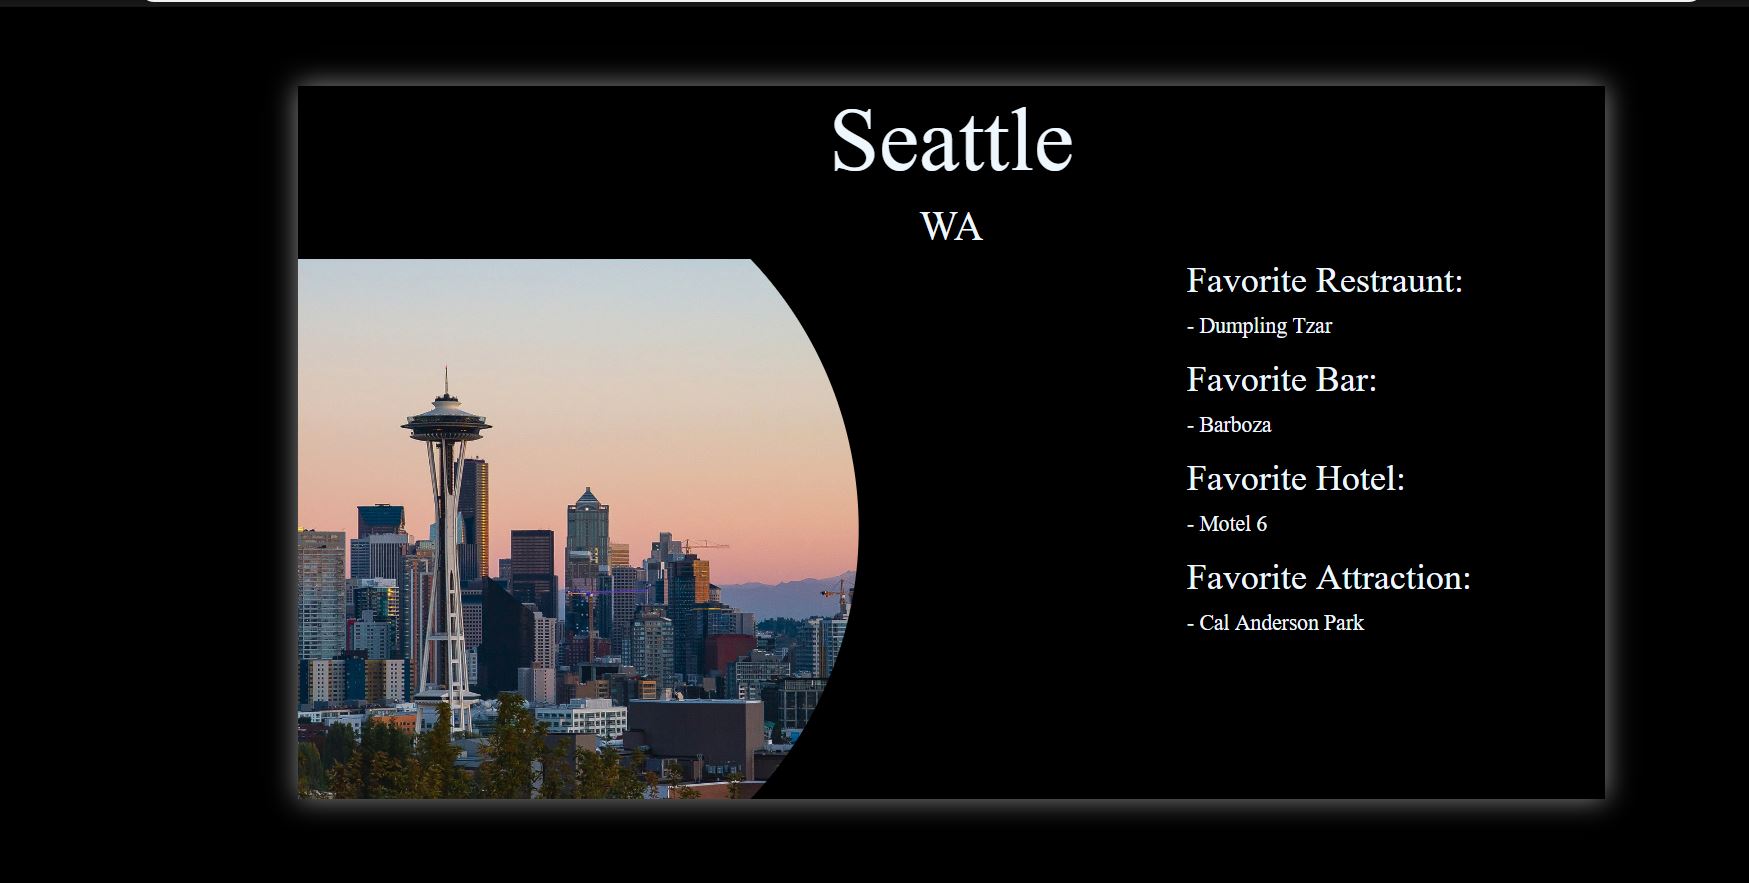 Seattle
WA
Favorite Restraunt:
- Dumpling Tzar
Favorite Bar:
- Barboza
Favorite Hotel:
- Motel 6
Favorite Attraction:
- Cal Anderson Park